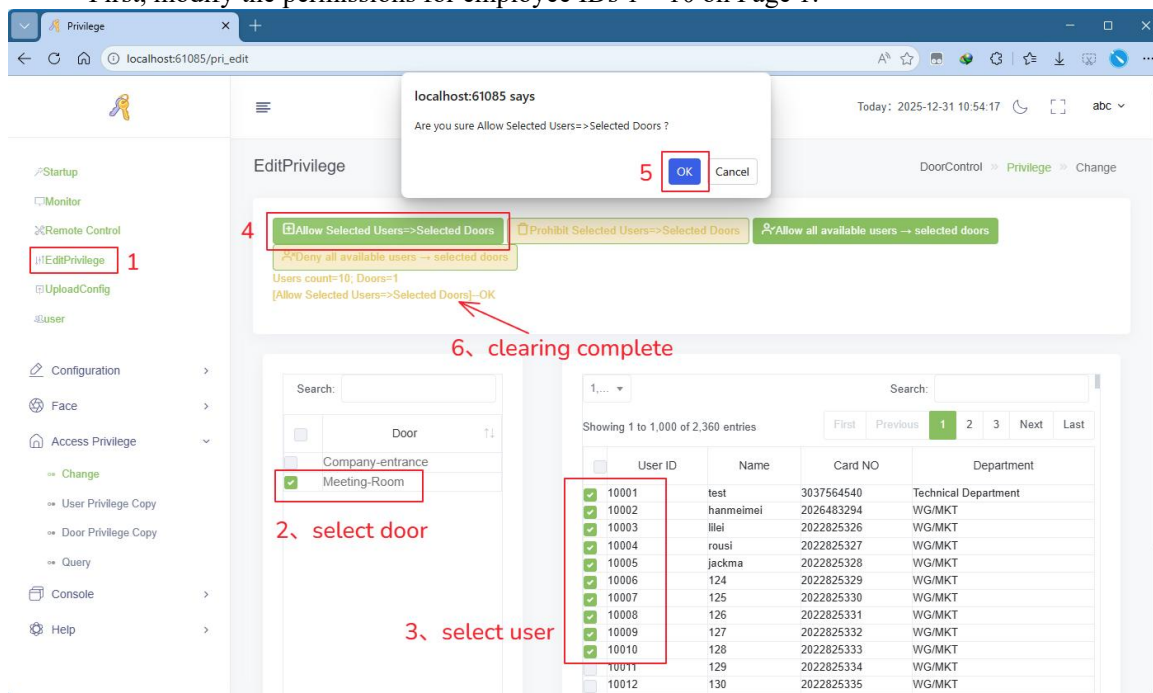 First, modify the permissions for employee IDs 1 – 10 on Page 1.
Privilege
localhost:61085/pri_edit
localhost:61085 says
Are you sure Allow Selected Users=>Selected Doors ?
5
OK
Cancel
Today: 2025-12-31 10:54:17
abc
Startup
Monitor
Remote Control
EditPrivilege
1
UploadConfig
user
Configuration
Face
Access Privilege
Change
User Privilege Copy
Door Privilege Copy
Query
Console
Help
EditPrivilege
DoorControl » Privilege » Change
4
Allow Selected Users=>Selected Doors
Prohibit Selected Users=>Selected Doors
Allow all available users → selected doors
Deny all available users → selected doors
Users count=10; Doors=1
[Allow Selected Users=>Selected Doors]--OK
6、clearing complete
Search:
Door
Company-entrance
Meeting-Room
2、select door
3、select user
1,...
Search:
Showing 1 to 1,000 of 2,360 entries
First Previous 1 2 3 Next Last
User ID Name Card NO Department
10001 test 3037564540 Technical Department
10002 hanmeimei 2026483294 WG/MKT
10003 lilei 2022825326 WG/MKT
10004 rousi 2022825327 WG/MKT
10005 jackma 2022825328 WG/MKT
10006 124 2022825329 WG/MKT
10007 125 2022825330 WG/MKT
10008 126 2022825331 WG/MKT
10009 127 2022825332 WG/MKT
10010 128 2022825333 WG/MKT
10011 129 2022825334 WG/MKT
10012 130 2022825335 WG/MKT